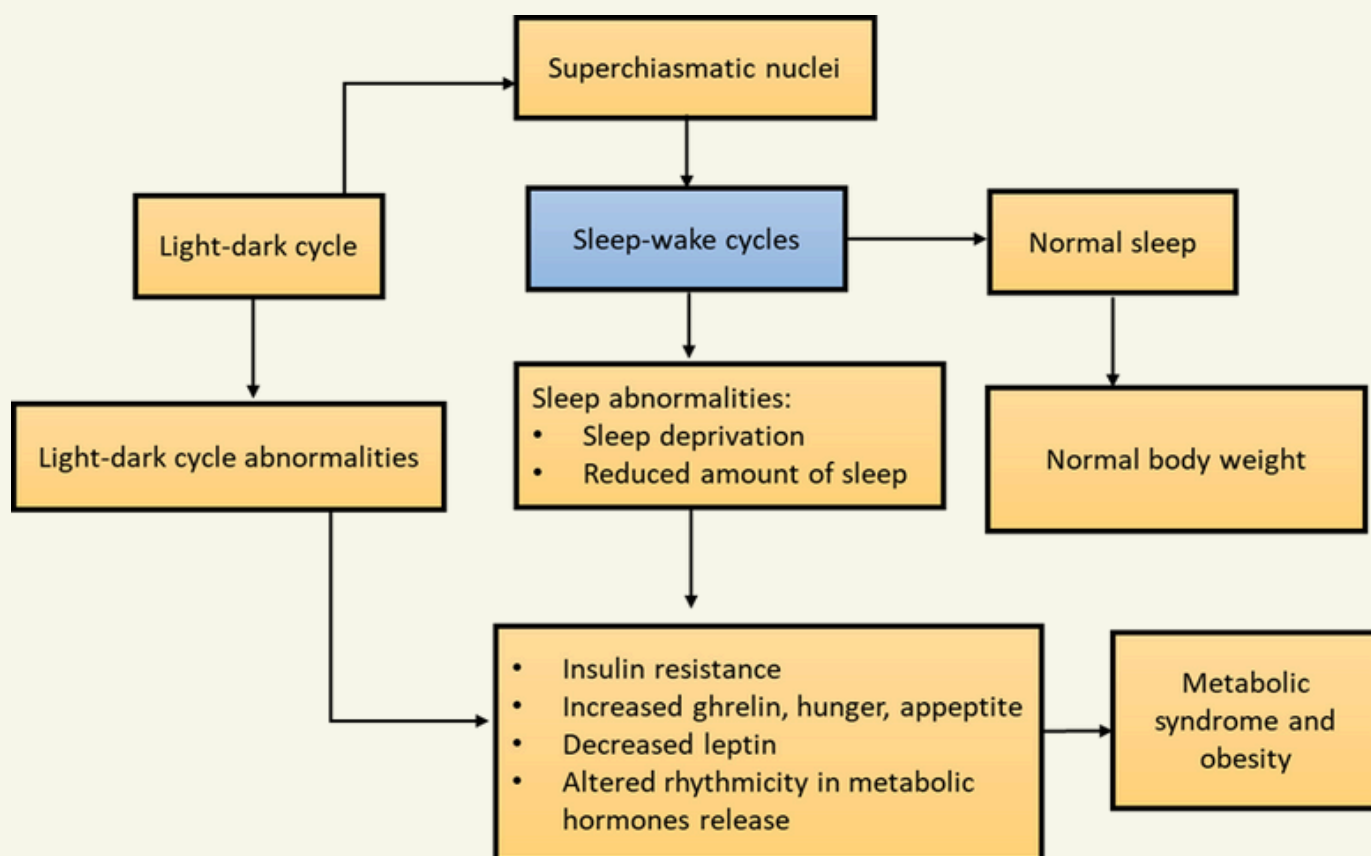 Superchiasmatic nuclei
Light-dark cycle
Sleep-wake cycles
Normal sleep
Light-dark cycle abnormalities
Sleep abnormalities:
• Sleep deprivation
• Reduced amount of sleep
Normal body weight
• Insulin resistance
• Increased ghrelin, hunger, appeptite
• Decreased leptin
• Altered rhythmicity in metabolic
hormones release
Metabolic
syndrome and
obesity